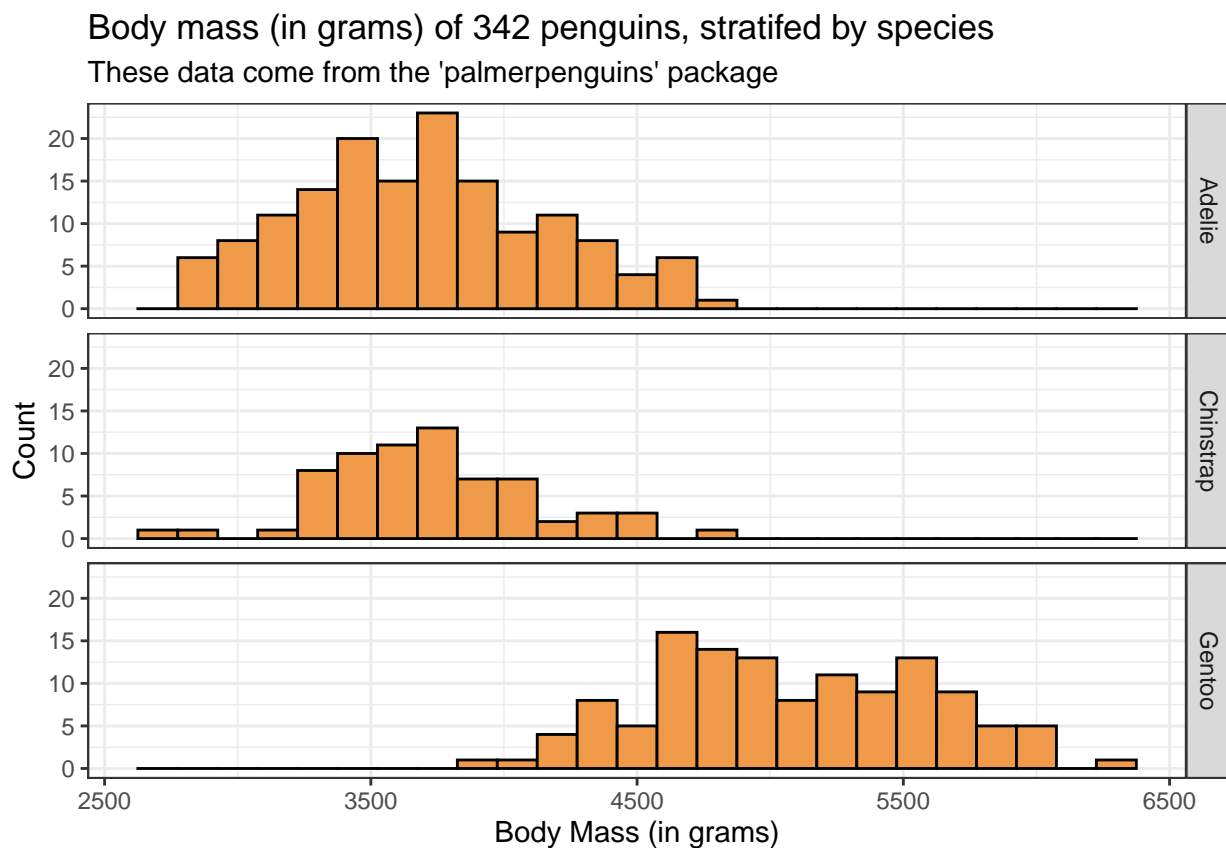 Body mass (in grams) of 342 penguins, stratifed by species
These data come from the 'palmerpenguins' package
20
15
10
5
0
Adelie
20
15
10
5
0
Chinstrap
Count
20
15
10
5
0
Gentoo
2500 3500 4500 5500 6500
Body Mass (in grams)